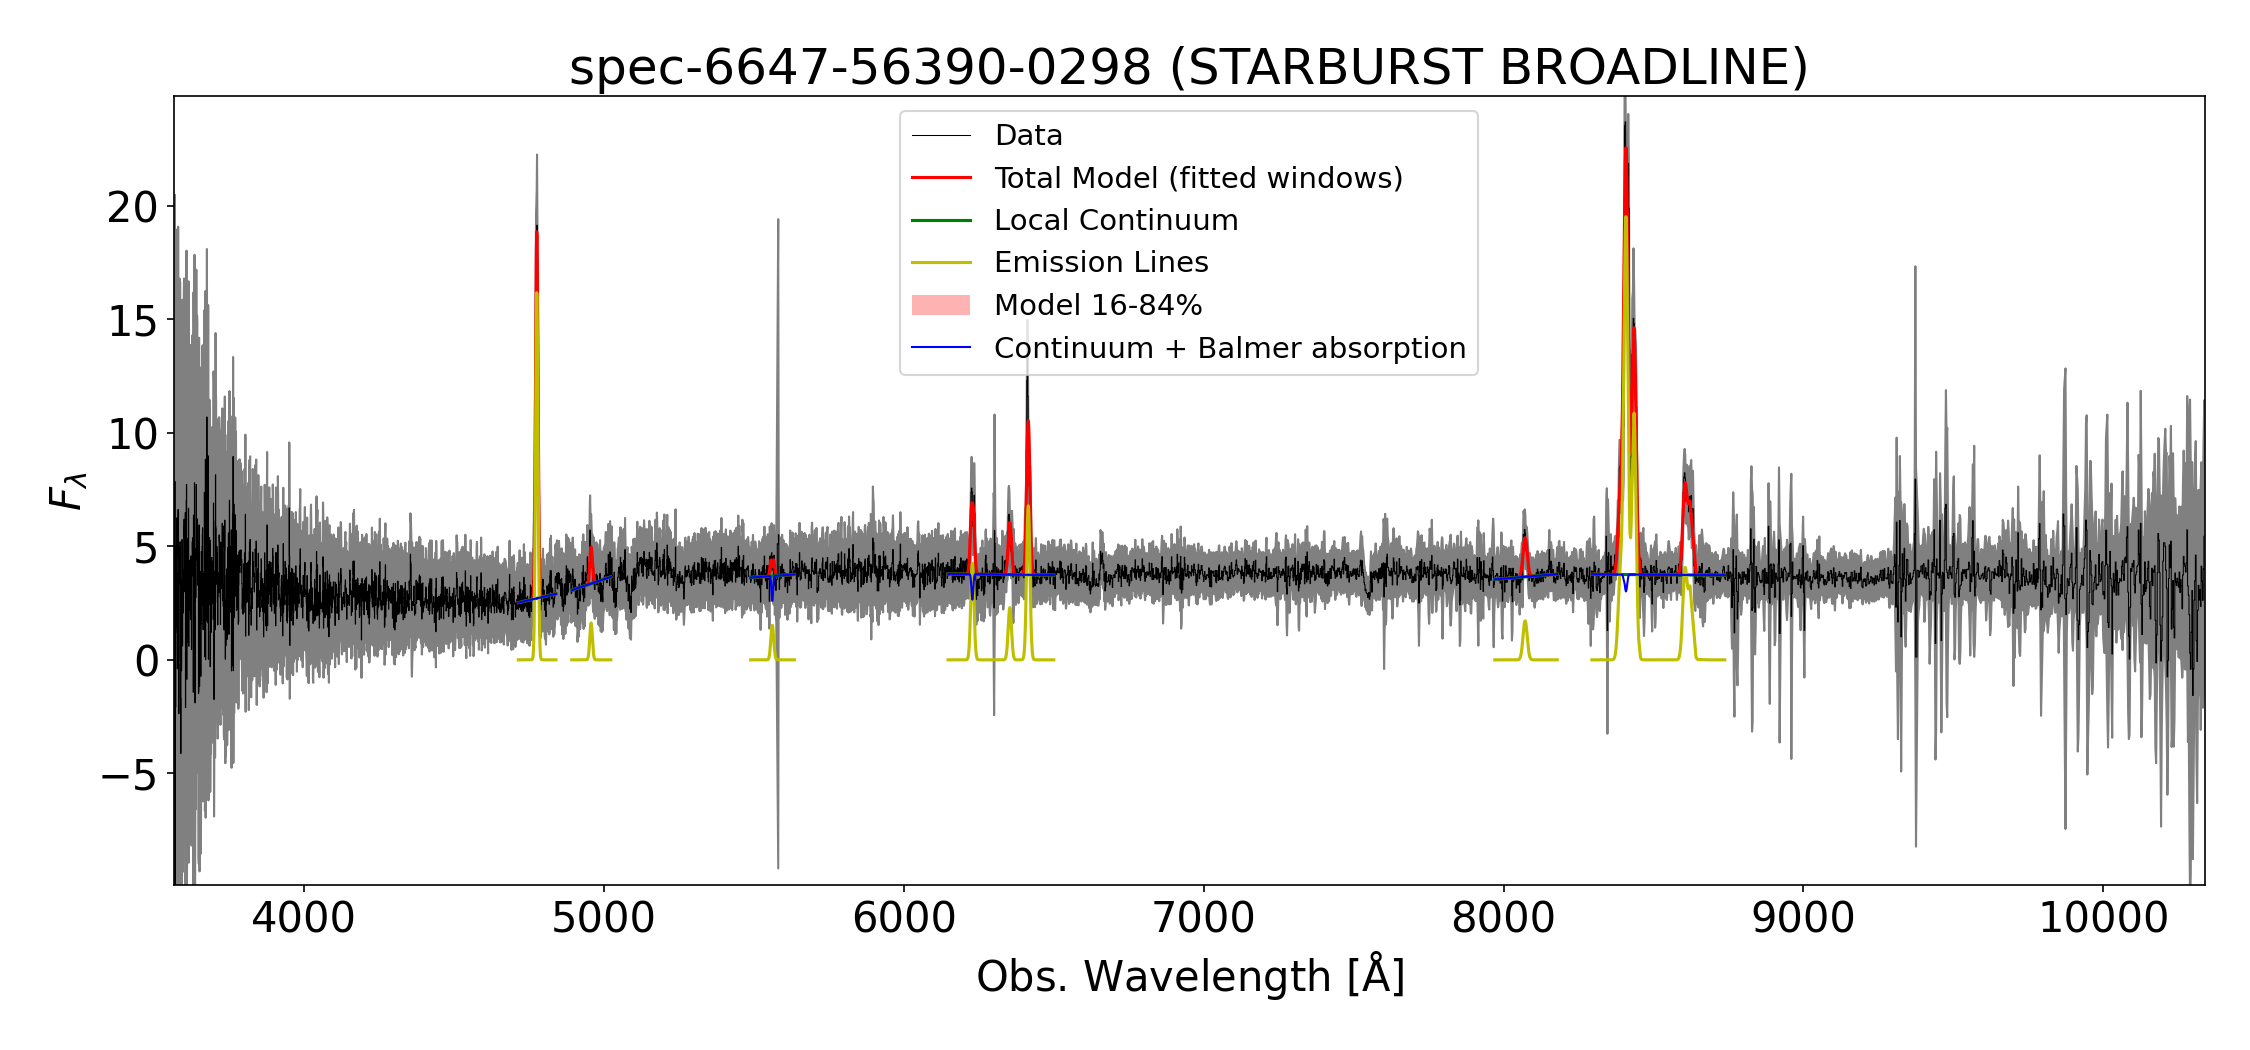 spec-6647-56390-0298 (STARBURST BROADLINE)
Data
Total Model (fitted windows)
Local Continuum
Emission Lines
Model 16-84%
Continuum + Balmer absorption
20
15
10
5
0
−5
Fλ
4000 5000 6000 7000 8000 9000 10000
Obs. Wavelength [Å]